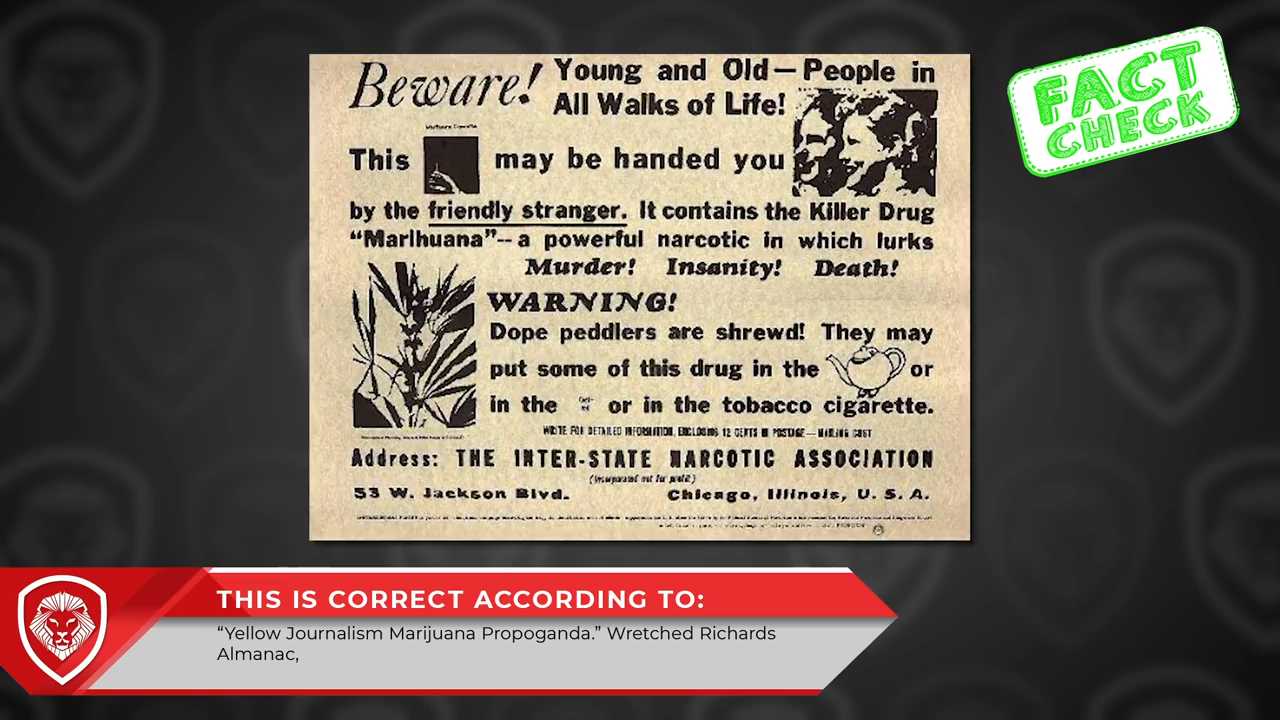 FACT
CHECK
Beware! Young and Old—People in
All Walks of Life!
Marihuana Cigarette
This may be handed you
by the friendly stranger. It contains the Killer Drug
“Marihuana”-- a powerful narcotic in which lurks
Murder! Insanity! Death!
WARNING!
Dope peddlers are shrewd! They may
put some of this drug in the or
in the or in the tobacco cigarette.
WRITE FOR DETAILED INFORMATION, ENCLOSING 12 CENTS IN POSTAGE — MAILING COST
Address: THE INTER-STATE NARCOTIC ASSOCIATION
(Incorporated not for profit)
53 W. Jackson Blvd. Chicago, Illinois, U. S. A.
THIS IS CORRECT ACCORDING TO:
“Yellow Journalism Marijuana Propoganda.” Wretched Richards
Almanac,